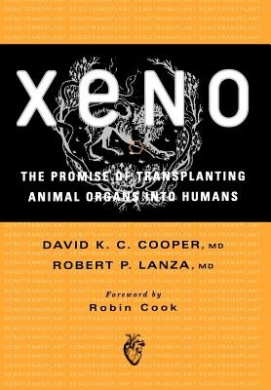 XeNO
THE PROMISE OF TRANSPLANTING
ANIMAL ORGANS INTO HUMANS
DAVID K. C. COOPER, MD
ROBERT P. LANZA, MD
Foreword by
Robin Cook